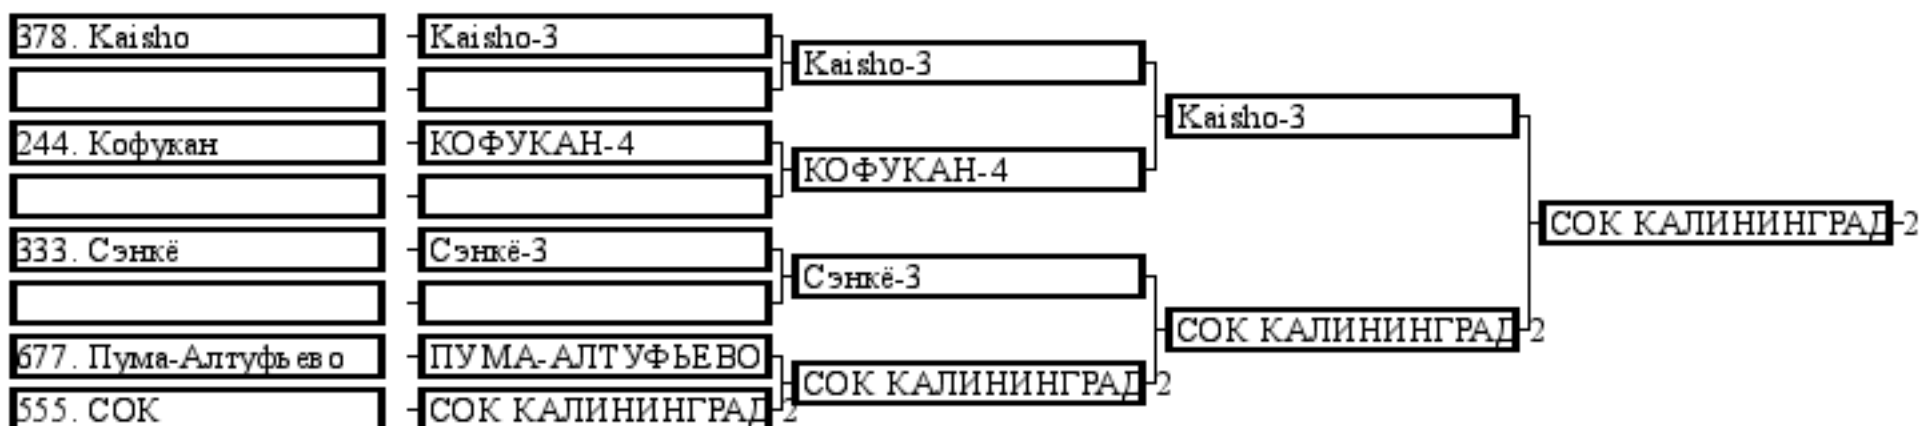 378. Kaisho
Kaisho-3
Kaisho-3
Kaisho-3
244. Кофукан
КОФУКАН-4
КОФУКАН-4
СОК КАЛИНИНГРАД 2
333. Сэнкё
Сэнкё-3
Сэнкё-3
СОК КАЛИНИНГРАД 2
677. Пума-Алтуфьево
ПУМА-АЛТУФЬЕВО
СОК КАЛИНИНГРАД 2
555. СОК
СОК КАЛИНИНГРАД 2